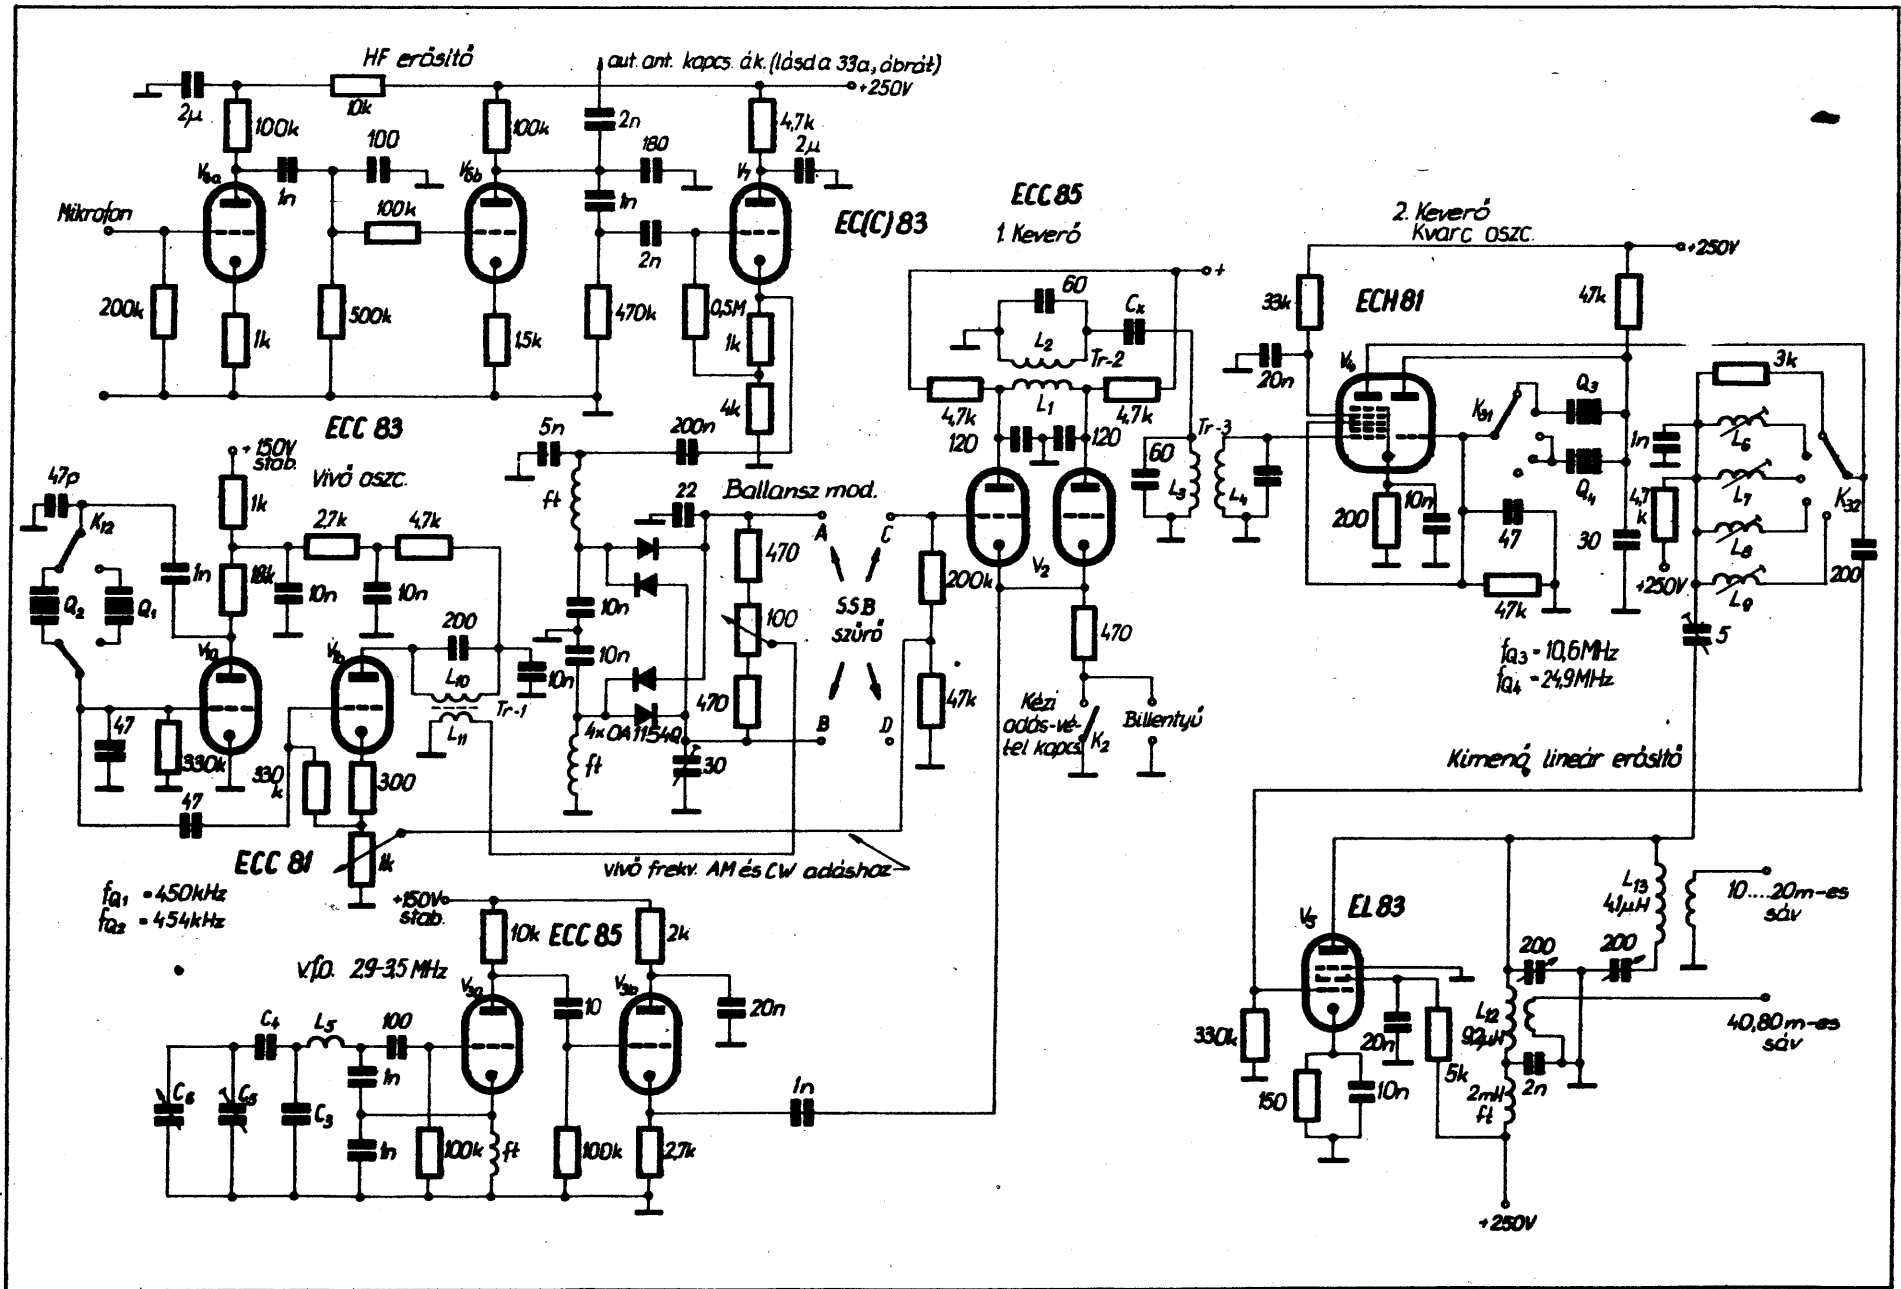 HF erősítő
aut. ant. kapcs. ák. (lásd a 33a, ábrát)
+250V
2µ
10k
100k
100
100k
2n
180
4,7k
2µ
V6a
V6b
V7
1n
100k
1n
2n
EC(C) 83
Mikrofon
200k
1k
500k
1,5k
470k
0,5M
1k
4k
ECC 83
ECC 85
1. Keverő
+
60
Cx
L2
Tr-2
4,7k
L1
4,7k
120
120
Tr-3
60
L3
L4
2. Keverő
Kvarc oszc.
+250V
33k
ECH 81
47k
20n
V4
K31
Q3
Q4
200
10n
47
47k
30
1n
4,7
k
+250V
3k
L6
L7
L8
L9
K32
200
5
fQ3 = 10,6 MHz
fQ4 = 24,9 MHz
+150V
stab.
Vivő oszc.
47p
K12
1k
2,7k
4,7k
1n
18k
10n
10n
Q2
Q1
V1a
V1b
200
L10
Tr-1
L11
10n
47
330k
330
k
300
47
ECC 81
1k
fQ1 = 450kHz
fQ2 = 454kHz
5n
200n
ft
22
Ballansz mod.
470
A
C
10n
100
SSB
szűrő
10n
470
B
D
4x OA1154Q
ft
30
vivő frekv. AM és CW adáshoz
200k
V2
47k
470
Kézi
adás-vé-
tel kapcs.
K2
Billentyű
+150V
stab.
10k
ECC 85
2k
V.f.O. 2,9-3,5 MHz
V3a
V3b
10
20n
C4
L5
100
1n
C6
C5
C3
1n
100k
ft
100k
2,7k
1n
Kimenő, lineár erősítő
EL 83
V5
L13
4,1µH
10....20m-es
sáv
200
200
330k
20n
L12
9,2µH
40,80 m-es
sáv
150
10n
5k
2n
2mH
ft
+250V